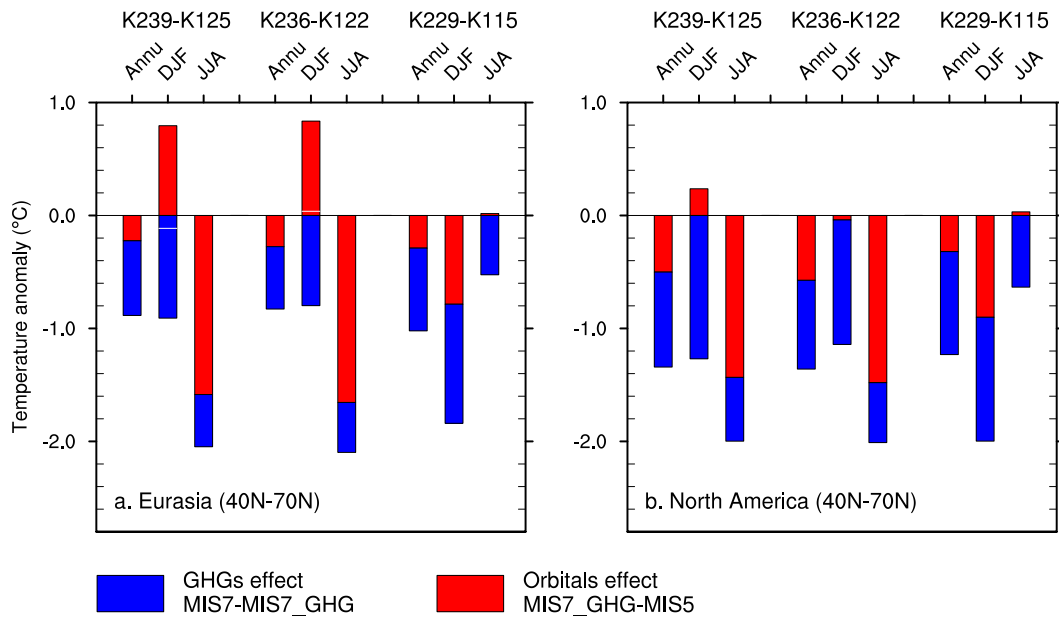 K239-K125 K236-K122 K229-K115
Annu DJF JJA Annu DJF JJA Annu DJF JJA
K239-K125 K236-K122 K229-K115
Annu DJF JJA Annu DJF JJA Annu DJF JJA
Temperature anomaly (°C)
1.0
0.0
-1.0
-2.0
a. Eurasia (40N-70N)
1.0
0.0
-1.0
-2.0
b. North America (40N-70N)
GHGs effect
MIS7-MIS7_GHG
Orbitals effect
MIS7_GHG-MIS5